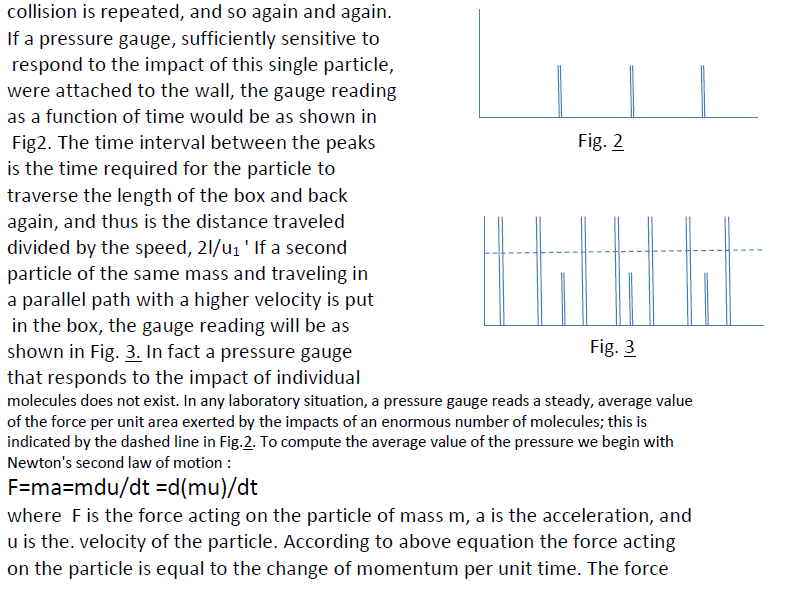 collision is repeated, and so again and again.
If a pressure gauge, sufficiently sensitive to
respond to the impact of this single particle,
were attached to the wall, the gauge reading
as a function of time would be as shown in
Fig2. The time interval between the peaks
is the time required for the particle to
traverse the length of the box and back
again, and thus is the distance traveled
divided by the speed, 2l/u₁ ' If a second
particle of the same mass and traveling in
a parallel path with a higher velocity is put
in the box, the gauge reading will be as
shown in Fig. 3. In fact a pressure gauge
that responds to the impact of individual
Fig. 2
Fig. 3
molecules does not exist. In any laboratory situation, a pressure gauge reads a steady, average value
of the force per unit area exerted by the impacts of an enormous number of molecules; this is
indicated by the dashed line in Fig.2. To compute the average value of the pressure we begin with
Newton's second law of motion :
F=ma=mdu/dt =d(mu)/dt
where F is the force acting on the particle of mass m, a is the acceleration, and
u is the. velocity of the particle. According to above equation the force acting
on the particle is equal to the change of momentum per unit time. The force